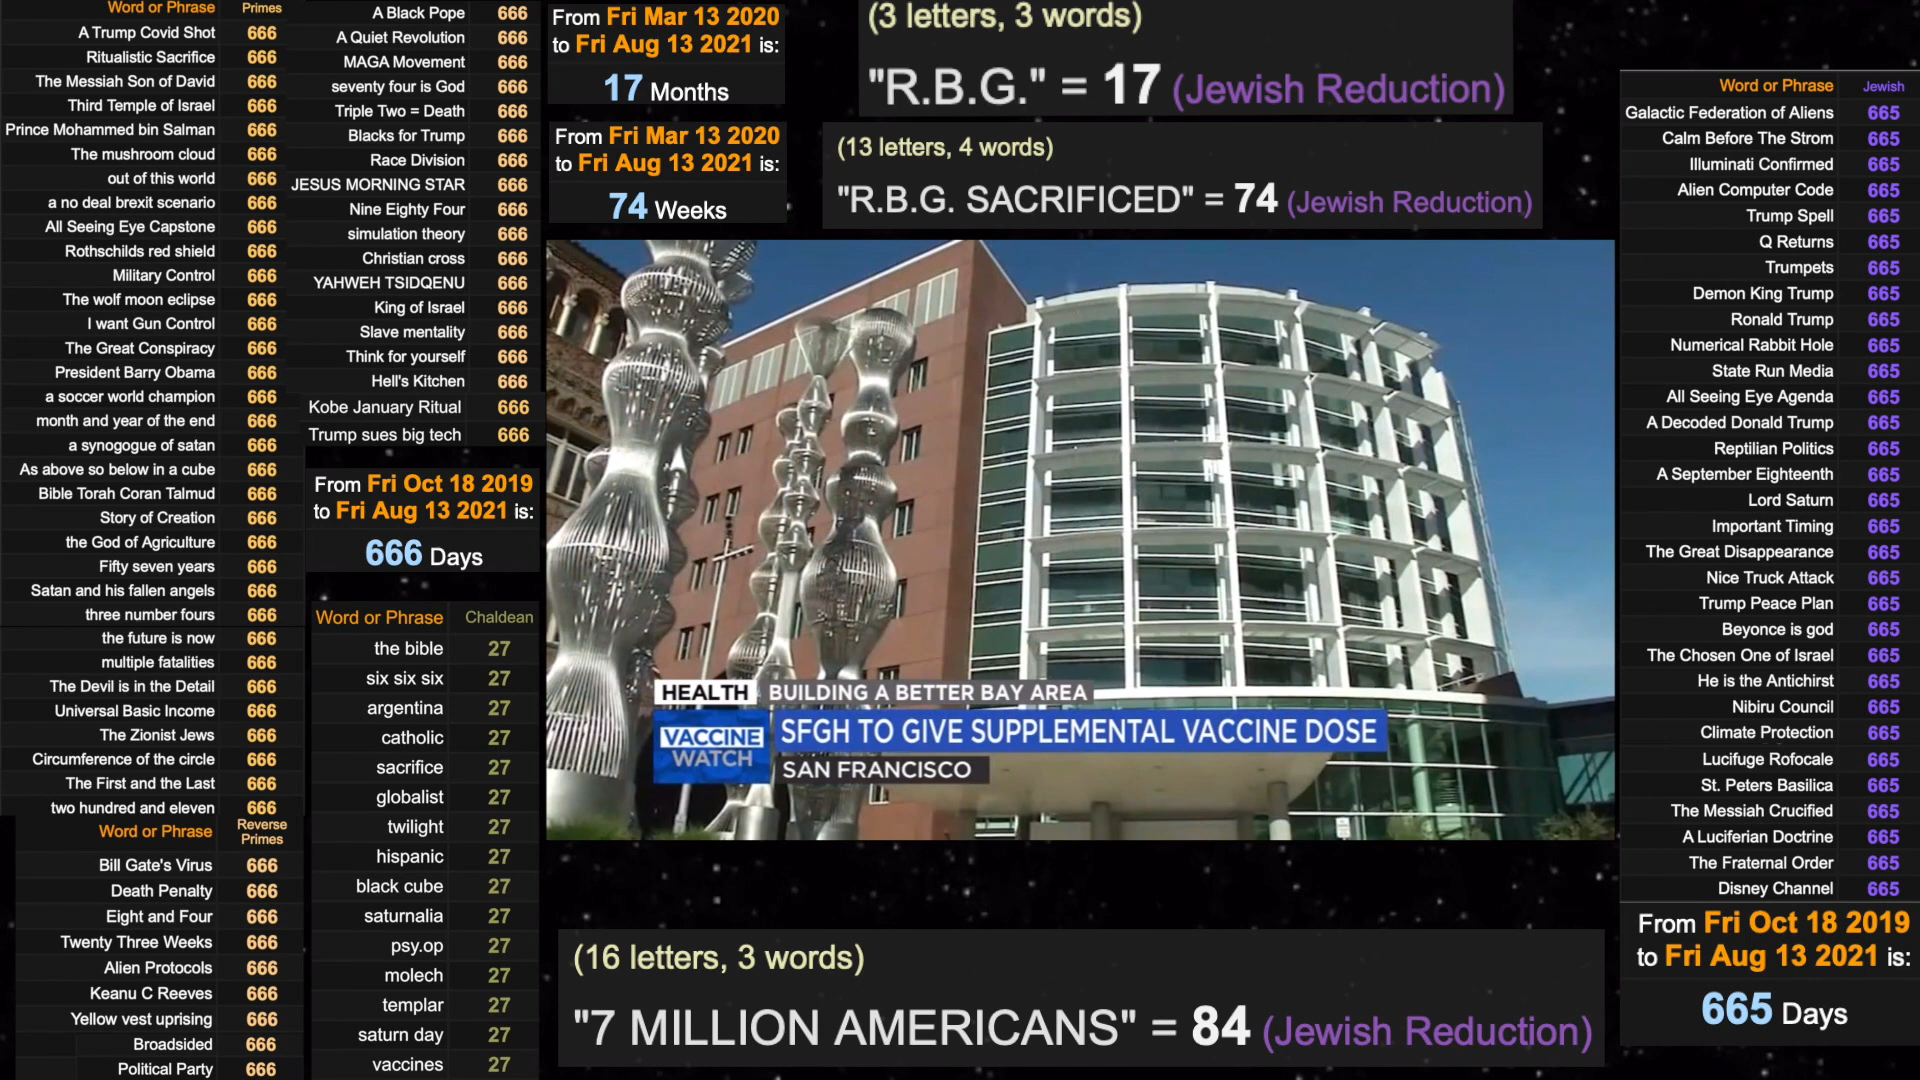 Word or Phrase Primes
A Trump Covid Shot 666
Ritualistic Sacrifice 666
The Messiah Son of David 666
Third Temple of Israel 666
Prince Mohammed bin Salman 666
The mushroom cloud 666
out of this world 666
a no deal brexit scenario 666
All Seeing Eye Capstone 666
Rothschilds red shield 666
Military Control 666
The wolf moon eclipse 666
I want Gun Control 666
The Great Conspiracy 666
President Barry Obama 666
a soccer world champion 666
month and year of the end 666
a synogogue of satan 666
As above so below in a cube 666
Bible Torah Coran Talmud 666
Story of Creation 666
the God of Agriculture 666
Fifty seven years 666
Satan and his fallen angels 666
three number fours 666
the future is now 666
multiple fatalities 666
The Devil is in the Detail 666
Universal Basic Income 666
The Zionist Jews 666
Circumference of the circle 666
The First and the Last 666
two hundred and eleven 666
Word or Phrase Reverse Primes
Bill Gate's Virus 666
Death Penalty 666
Eight and Four 666
Twenty Three Weeks 666
Alien Protocols 666
Keanu C Reeves 666
Yellow vest uprising 666
Broadsided 666
Political Party 666
A Black Pope 666
A Quiet Revolution 666
MAGA Movement 666
seventy four is God 666
Triple Two = Death 666
Blacks for Trump 666
Race Division 666
JESUS MORNING STAR 666
Nine Eighty Four 666
simulation theory 666
Christian cross 666
YAHWEH TSIDQENU 666
King of Israel 666
Slave mentality 666
Think for yourself 666
Hell's Kitchen 666
Kobe January Ritual 666
Trump sues big tech 666
From Fri Oct 18 2019
to Fri Aug 13 2021 is:
666 Days
Word or Phrase Chaldean
the bible 27
six six six 27
argentina 27
catholic 27
sacrifice 27
globalist 27
twilight 27
hispanic 27
black cube 27
saturnalia 27
psy.op 27
molech 27
templar 27
saturn day 27
vaccines 27
From Fri Mar 13 2020
to Fri Aug 13 2021 is:
17 Months
From Fri Mar 13 2020
to Fri Aug 13 2021 is:
74 Weeks
(3 letters, 3 words)
"R.B.G." = 17 (Jewish Reduction)
(13 letters, 4 words)
"R.B.G. SACRIFICED" = 74 (Jewish Reduction)
HEALTH BUILDING A BETTER BAY AREA
VACCINE WATCH
SFGH TO GIVE SUPPLEMENTAL VACCINE DOSE
SAN FRANCISCO
(16 letters, 3 words)
"7 MILLION AMERICANS" = 84 (Jewish Reduction)
Word or Phrase Jewish
Galactic Federation of Aliens 665
Calm Before The Strom 665
Illuminati Confirmed 665
Alien Computer Code 665
Trump Spell 665
Q Returns 665
Trumpets 665
Demon King Trump 665
Ronald Trump 665
Numerical Rabbit Hole 665
State Run Media 665
All Seeing Eye Agenda 665
A Decoded Donald Trump 665
Reptilian Politics 665
A September Eighteenth 665
Lord Saturn 665
Important Timing 665
The Great Disappearance 665
Nice Truck Attack 665
Trump Peace Plan 665
Beyonce is god 665
The Chosen One of Israel 665
He is the Antichirst 665
Nibiru Council 665
Climate Protection 665
Lucifuge Rofocale 665
St. Peters Basilica 665
The Messiah Crucified 665
A Luciferian Doctrine 665
The Fraternal Order 665
Disney Channel 665
From Fri Oct 18 2019
to Fri Aug 13 2021 is:
665 Days